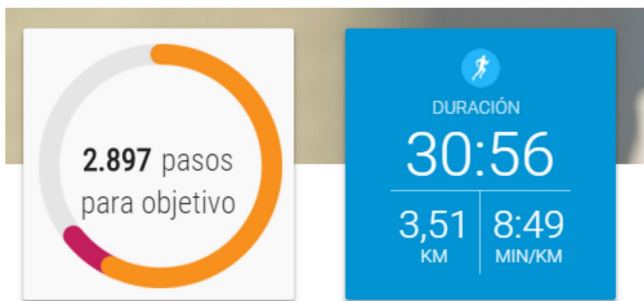 2.897 pasos
para objetivo
DURACIÓN
30:56
3,51
KM
8:49
MIN/KM